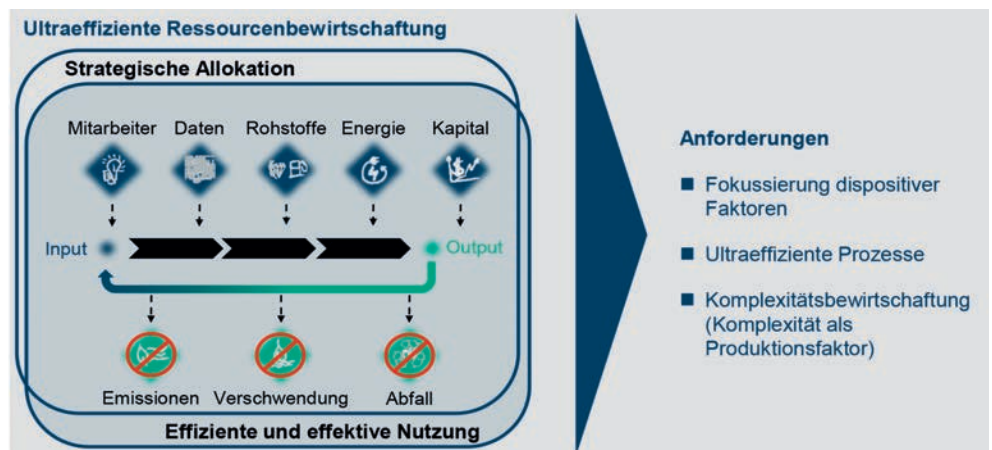 Ultraeffiziente Ressourcenbewirtschaftung
Strategische Allokation
Mitarbeiter Daten Rohstoffe Energie Kapital
Input
Output
Emissionen Verschwendung Abfall
Effiziente und effektive Nutzung
Anforderungen
Fokussierung dispositiver
Faktoren
Ultraeffiziente Prozesse
Komplexitätsbewirtschaftung
(Komplexität als
Produktionsfaktor)